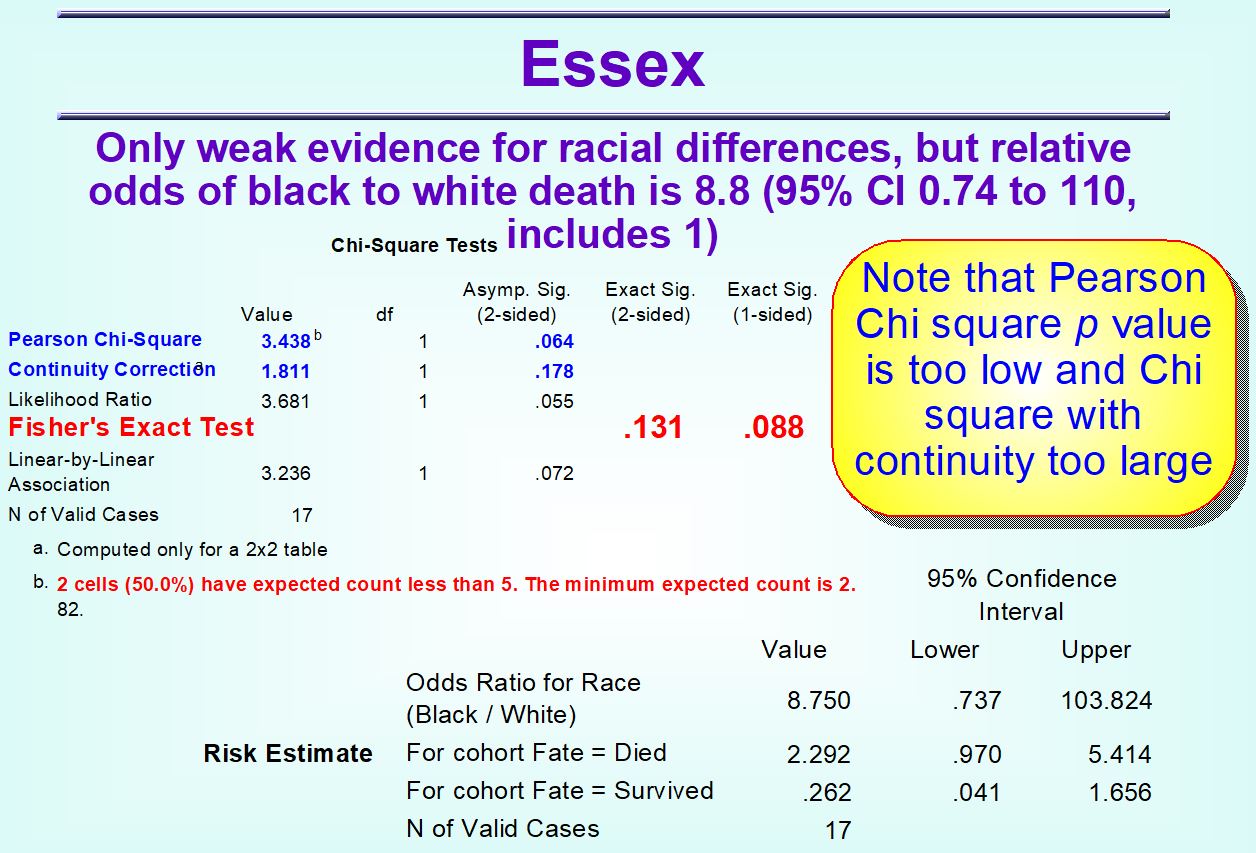 Essex
Only weak evidence for racial differences, but relative
odds of black to white death is 8.8 (95% CI 0.74 to 110,
includes 1)
Chi-Square Tests
Value df Asymp. Sig. (2-sided) Exact Sig. (2-sided) Exact Sig. (1-sided)
Pearson Chi-Square 3.438 b 1 .064
Continuity Correction a 1.811 1 .178
Likelihood Ratio 3.681 1 .055
Fisher's Exact Test .131 .088
Linear-by-Linear
Association 3.236 1 .072
N of Valid Cases 17
a. Computed only for a 2x2 table
b. 2 cells (50.0%) have expected count less than 5. The minimum expected count is 2.
82.
Note that Pearson
Chi square p value
is too low and Chi
square with
continuity too large
95% Confidence
Interval
Value Lower Upper
Risk Estimate
Odds Ratio for Race
(Black / White) 8.750 .737 103.824
For cohort Fate = Died 2.292 .970 5.414
For cohort Fate = Survived .262 .041 1.656
N of Valid Cases 17